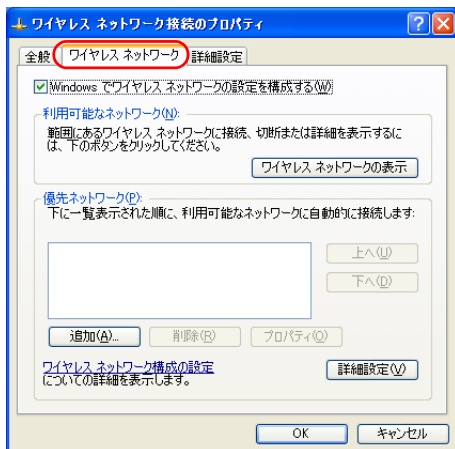 ワイヤレス ネットワーク接続のプロパティ
全般 ワイヤレス ネットワーク 詳細設定
Windows でワイヤレス ネットワークの設定を構成する(W)
利用可能なネットワーク(N):
範囲にあるワイヤレス ネットワークに接続、切断または詳細を表示するに
は、下のボタンをクリックしてください。
ワイヤレス ネットワークの表示
優先ネットワーク(P):
下に一覧表示された順に、利用可能なネットワークに自動的に接続します:
上へ(U)
下へ(D)
追加(A)... 削除(R) プロパティ(O)
ワイヤレス ネットワーク構成の設定
についての詳細を表示します。
詳細設定(V)
OK キャンセル